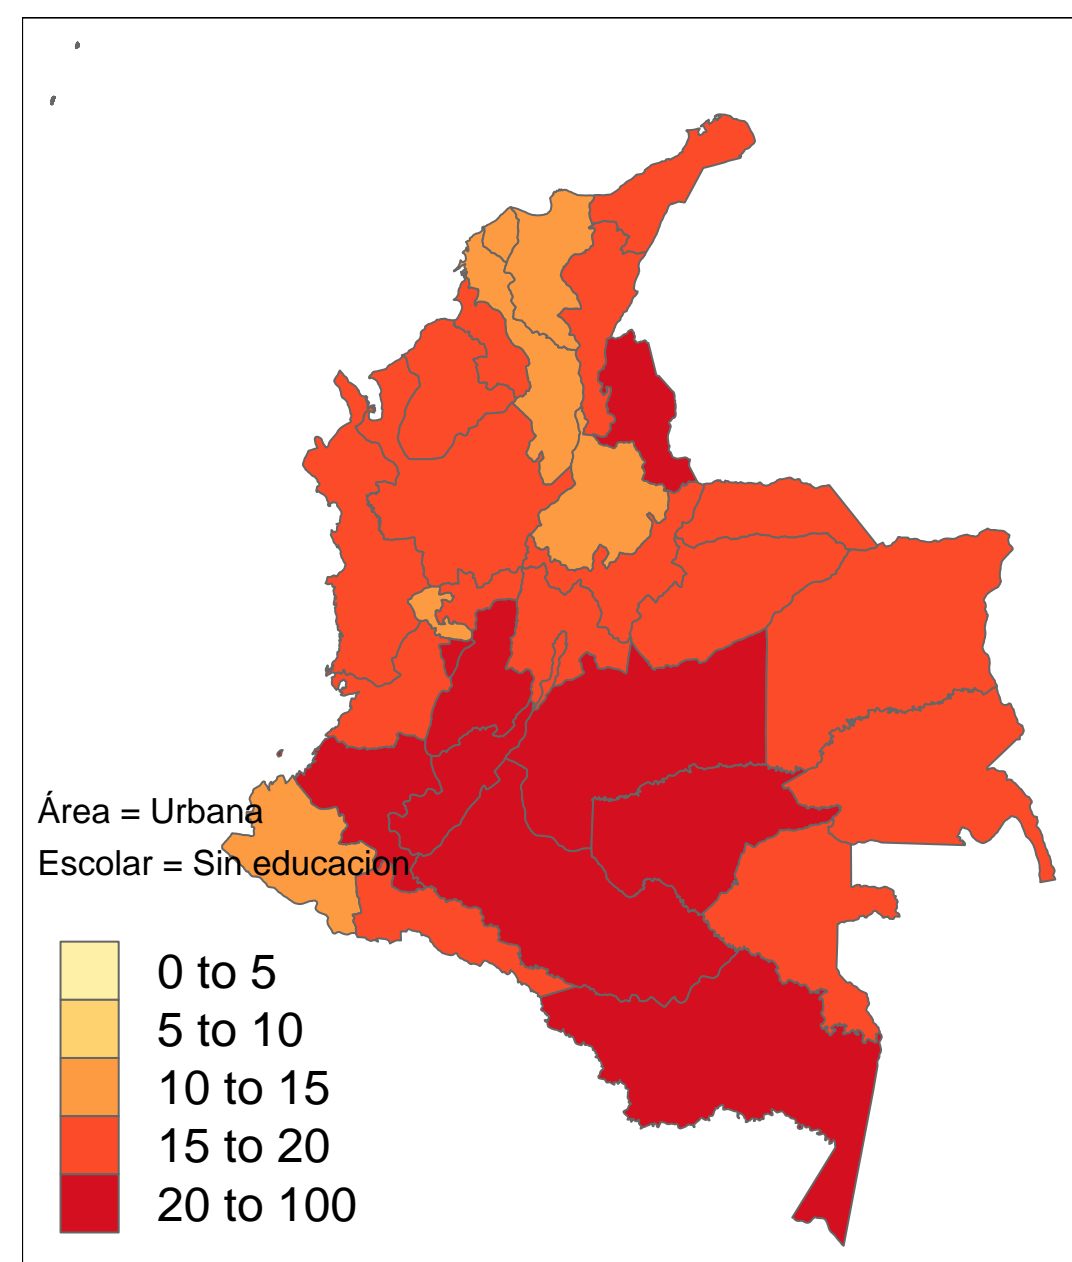 Área = Urbana
Escolar = Sin educacion
0 to 5
5 to 10
10 to 15
15 to 20
20 to 100